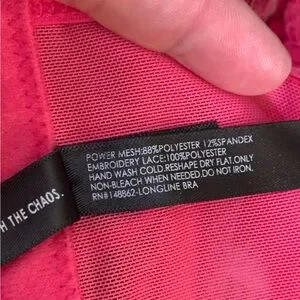 POWER MESH:88%POLYESTER 12%SPANDEX
EMBROIDERY LACE:100%POLYESTER
HAND WASH COLD.RESHAPE DRY FLAT.ONLY
NON-BLEACH WHEN NEEDED.DO NOT IRON.
RN#148862-LONGLINE BRA
THE CHAOS.